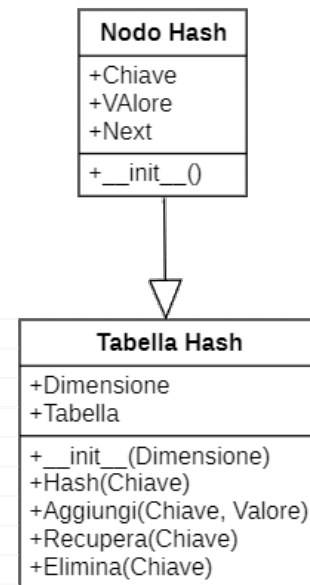 Nodo Hash
+Chiave
+VAlore
+Next
+__init__()
Tabella Hash
+Dimensione
+Tabella
+__init__(Dimensione)
+Hash(Chiave)
+Aggiungi(Chiave, Valore)
+Recupera(Chiave)
+Elimina(Chiave)